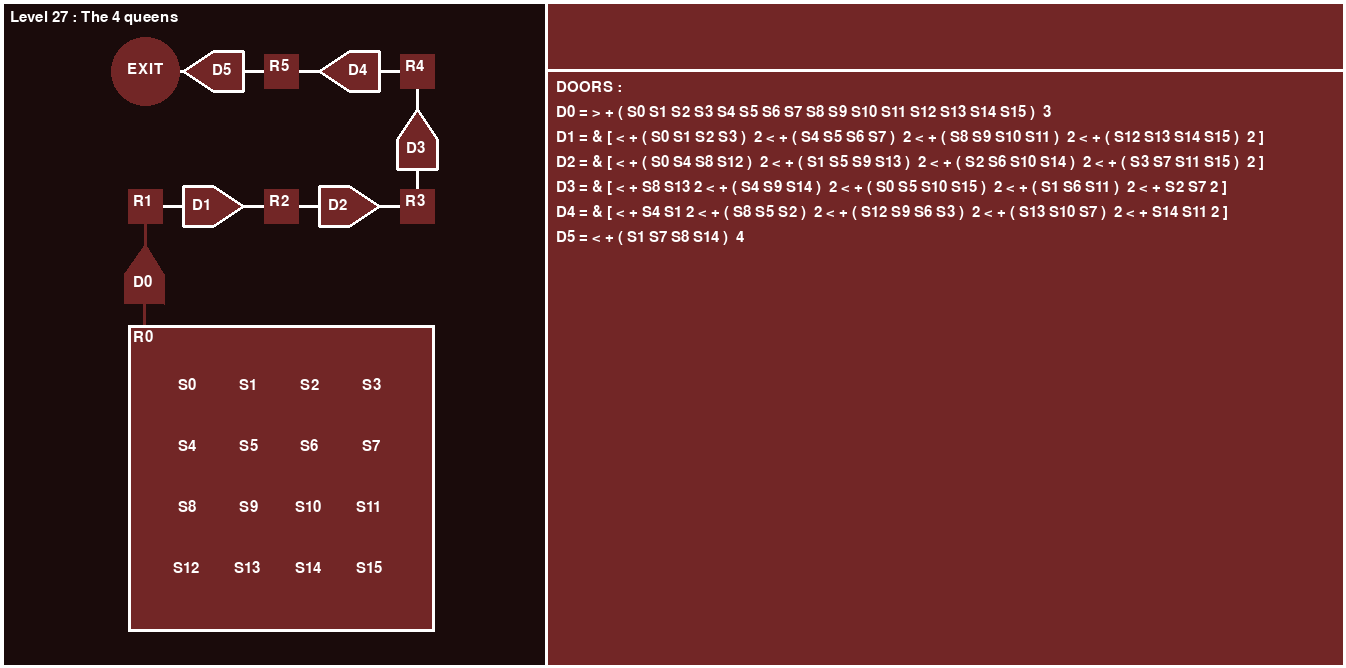 Level 27 : The 4 queens
EXIT D5 R5 D4 R4
D3
R1 D1 R2 D2 R3
D0
R0
S0 S1 S2 S3
S4 S5 S6 S7
S8 S9 S10 S11
S12 S13 S14 S15
DOORS :
D0 = > + ( S0 S1 S2 S3 S4 S5 S6 S7 S8 S9 S10 S11 S12 S13 S14 S15 ) 3
D1 = & [ < + ( S0 S1 S2 S3 ) 2 < + ( S4 S5 S6 S7 ) 2 < + ( S8 S9 S10 S11 ) 2 < + ( S12 S13 S14 S15 ) 2 ]
D2 = & [ < + ( S0 S4 S8 S12 ) 2 < + ( S1 S5 S9 S13 ) 2 < + ( S2 S6 S10 S14 ) 2 < + ( S3 S7 S11 S15 ) 2 ]
D3 = & [ < + S8 S13 2 < + ( S4 S9 S14 ) 2 < + ( S0 S5 S10 S15 ) 2 < + ( S1 S6 S11 ) 2 < + S2 S7 2 ]
D4 = & [ < + S4 S1 2 < + ( S8 S5 S2 ) 2 < + ( S12 S9 S6 S3 ) 2 < + ( S13 S10 S7 ) 2 < + S14 S11 2 ]
D5 = < + ( S1 S7 S8 S14 ) 4